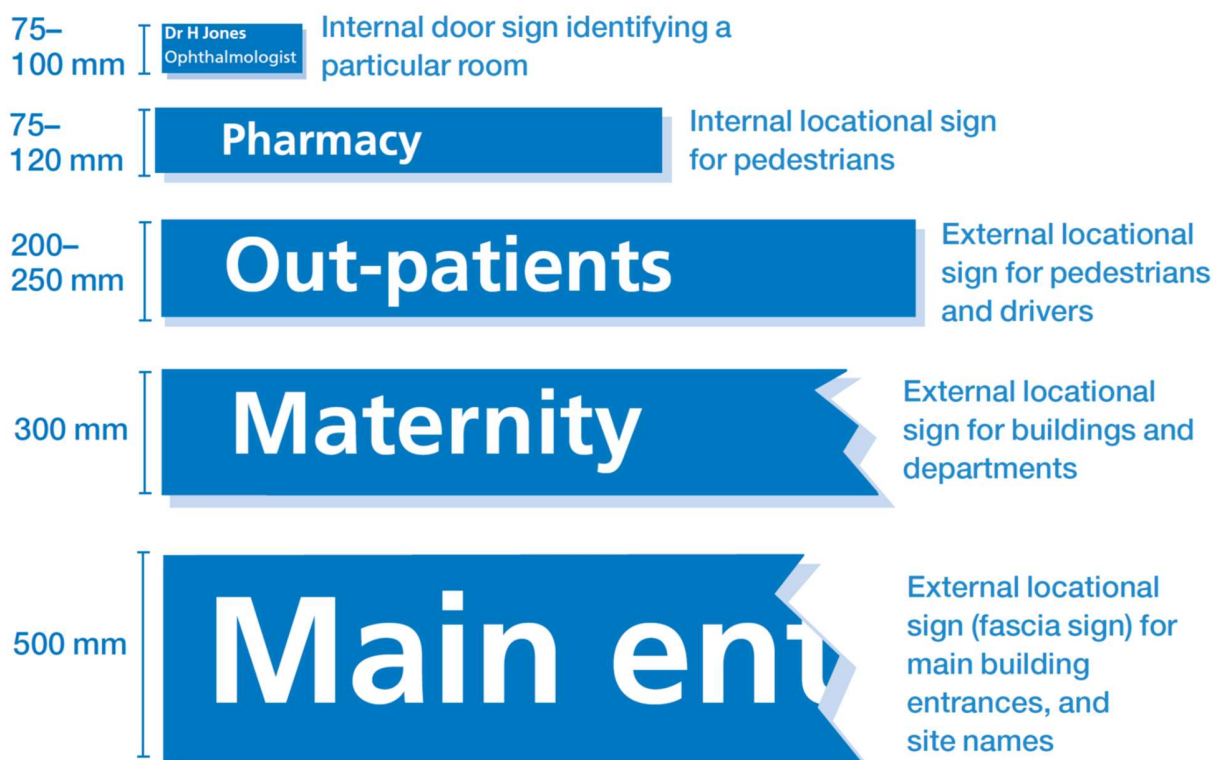 75–
100 mm
Dr H Jones
Ophthalmologist
Internal door sign identifying a
particular room
75–
120 mm
Pharmacy
Internal locational sign
for pedestrians
200–
250 mm
Out-patients
External locational
sign for pedestrians
and drivers
300 mm
Maternity
External locational
sign for buildings and
departments
500 mm
Main ent
External locational
sign (fascia sign) for
main building
entrances, and
site names